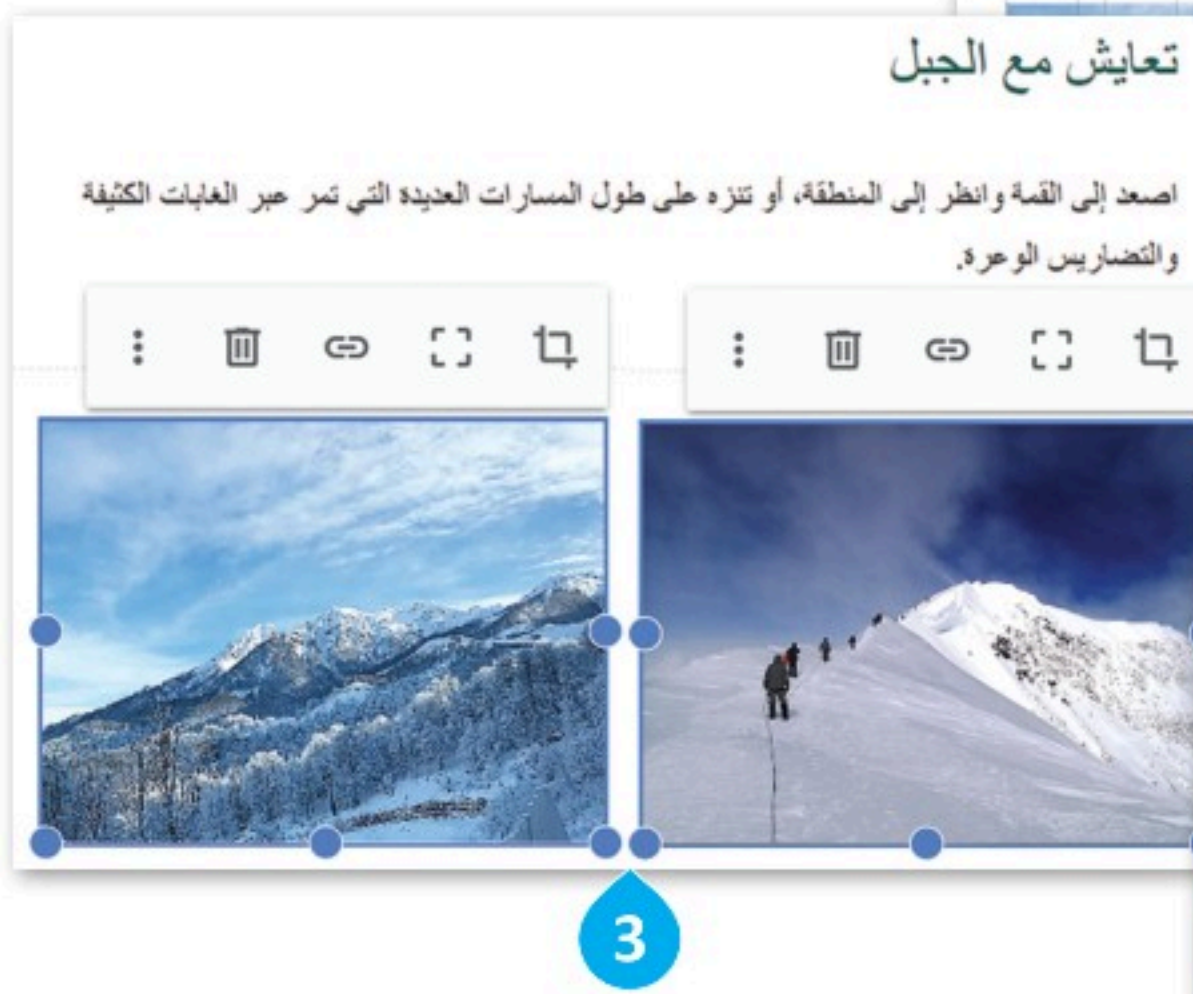 تعايش مع الجبل
اصعد إلى القمة وانظر إلى المنطقة، أو تنزه على طول المسارات العديدة التي تمر عبر الغابات الكثيفة
والتضاريس الوعرة.
3